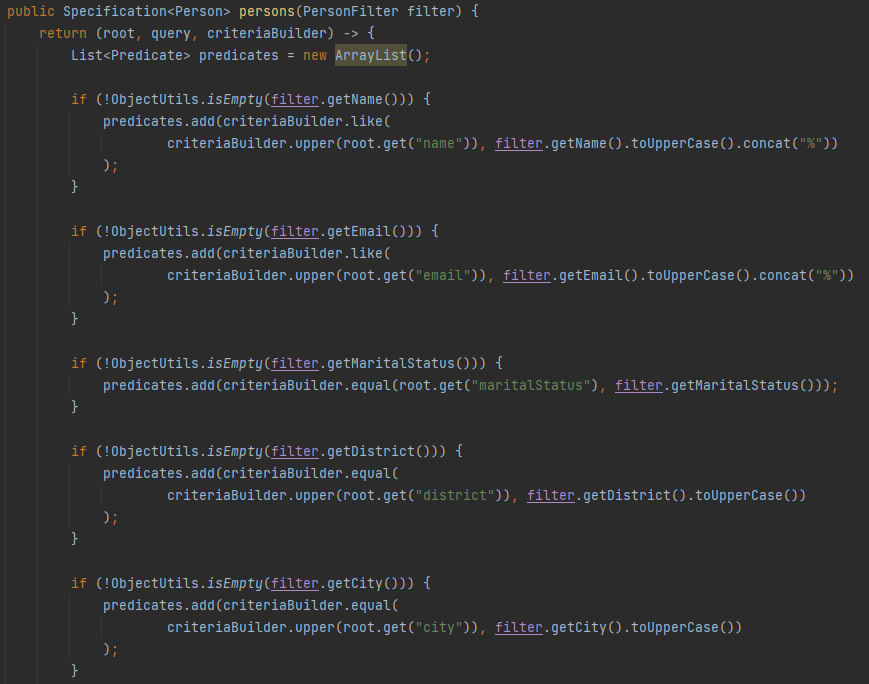 public Specification<Person> persons(PersonFilter filter) {
    return (root, query, criteriaBuilder) -> {
        List<Predicate> predicates = new ArrayList();

        if (!ObjectUtils.isEmpty(filter.getName())) {
            predicates.add(criteriaBuilder.like(
                    criteriaBuilder.upper(root.get("name")), filter.getName().toUpperCase().concat("%"))
            );
        }

        if (!ObjectUtils.isEmpty(filter.getEmail())) {
            predicates.add(criteriaBuilder.like(
                    criteriaBuilder.upper(root.get("email")), filter.getEmail().toUpperCase().concat("%"))
            );
        }

        if (!ObjectUtils.isEmpty(filter.getMaritalStatus())) {
            predicates.add(criteriaBuilder.equal(root.get("maritalStatus"), filter.getMaritalStatus()));
        }

        if (!ObjectUtils.isEmpty(filter.getDistrict())) {
            predicates.add(criteriaBuilder.equal(
                    criteriaBuilder.upper(root.get("district")), filter.getDistrict().toUpperCase())
            );
        }

        if (!ObjectUtils.isEmpty(filter.getCity())) {
            predicates.add(criteriaBuilder.equal(
                    criteriaBuilder.upper(root.get("city")), filter.getCity().toUpperCase())
            );
        }